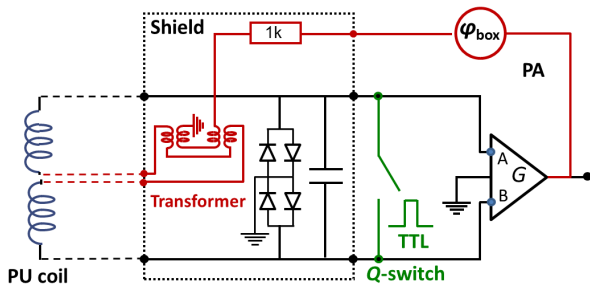 Shield
1k
φbox
PA
A
G
B
Transformer
TTL
Q-switch
PU coil